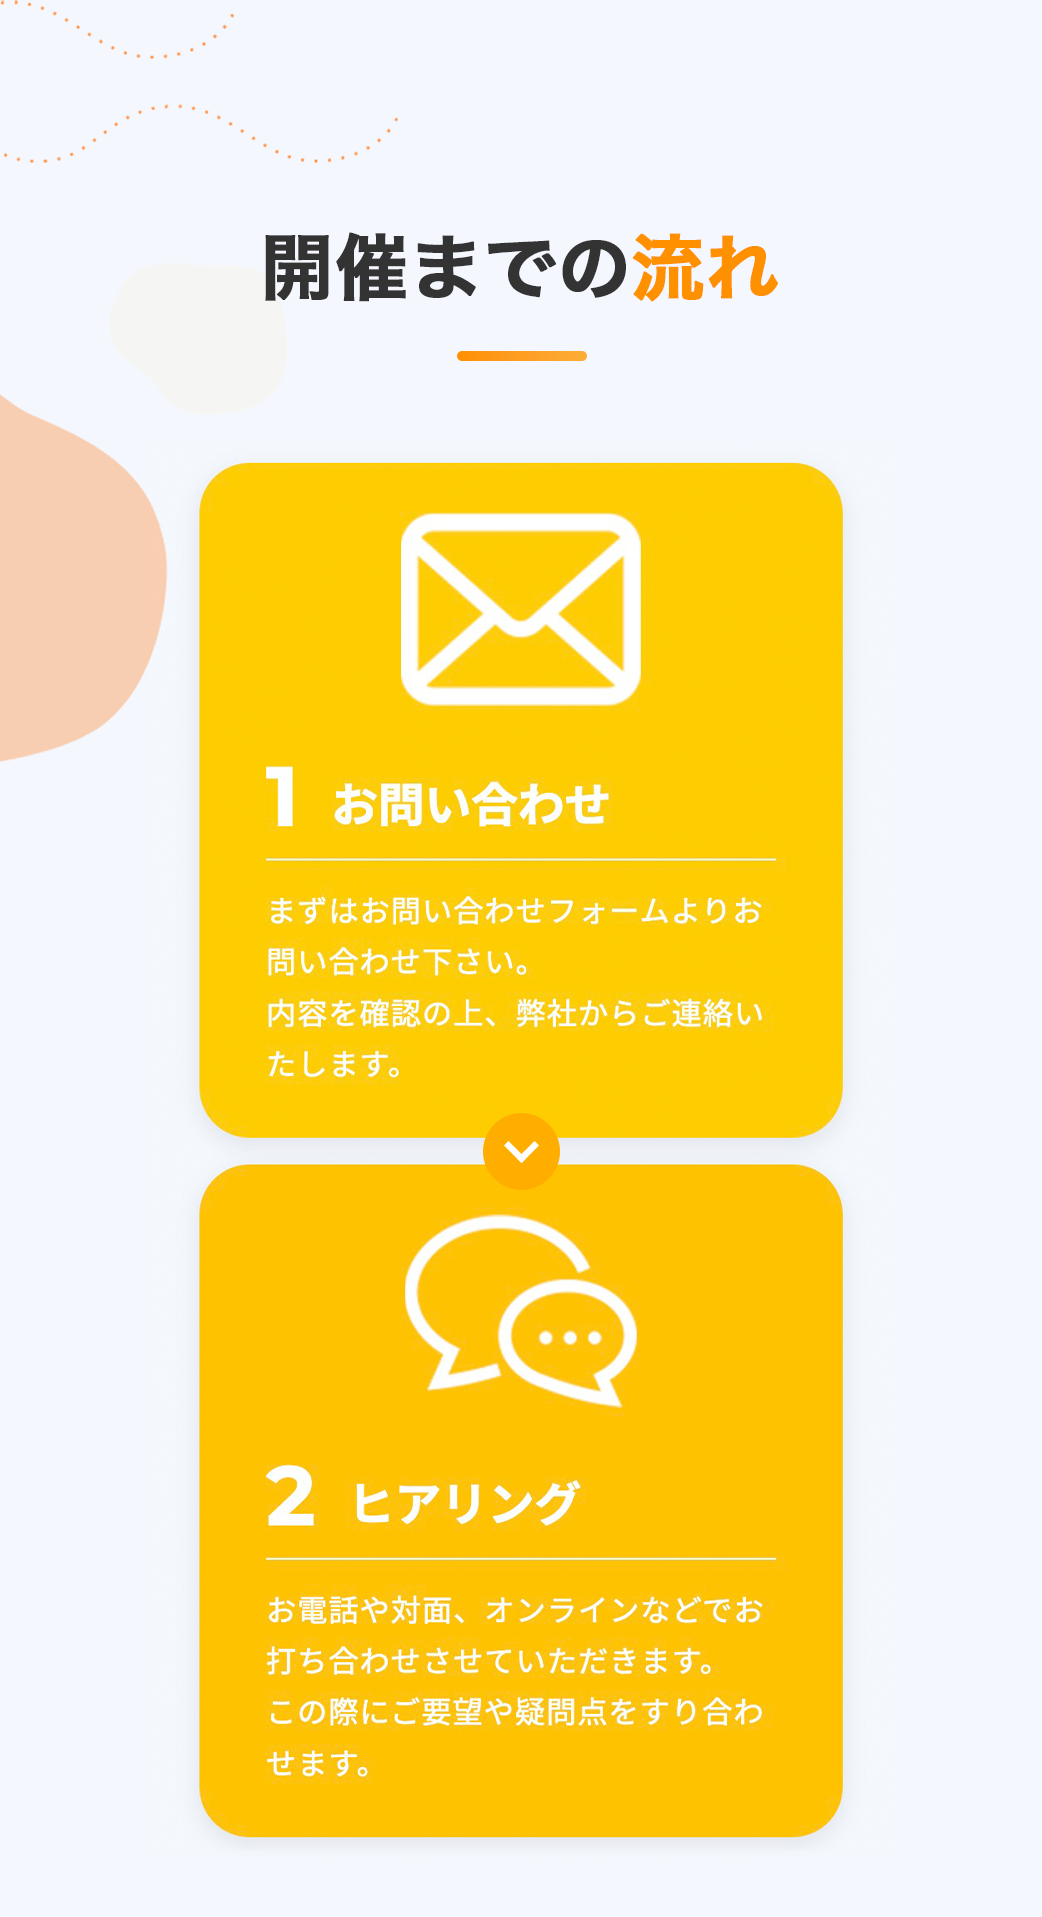 開催までの流れ
1 お問い合わせ
まずはお問い合わせフォームよりお
問い合わせ下さい。
内容を確認の上、弊社からご連絡い
たします。
2 ヒアリング
お電話や対面、オンラインなどでお
打ち合わせさせていただきます。
この際にご要望や疑問点をすり合わ
せます。